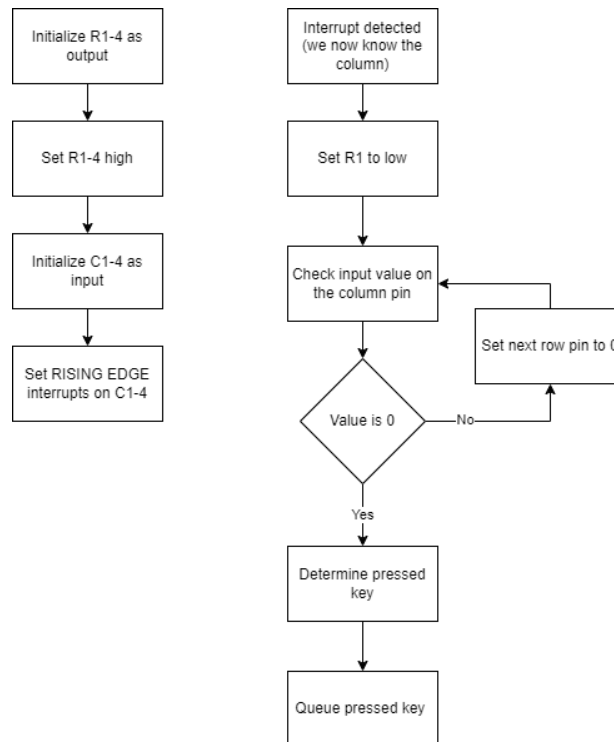 Initialize R1-4 as
output
Set R1-4 high
Initialize C1-4 as
input
Set RISING EDGE
interrupts on C1-4
Interrupt detected
(we now know the
column)
Set R1 to low
Check input value on
the column pin
Set next row pin to 0
Value is 0
No
Yes
Determine pressed
key
Queue pressed key